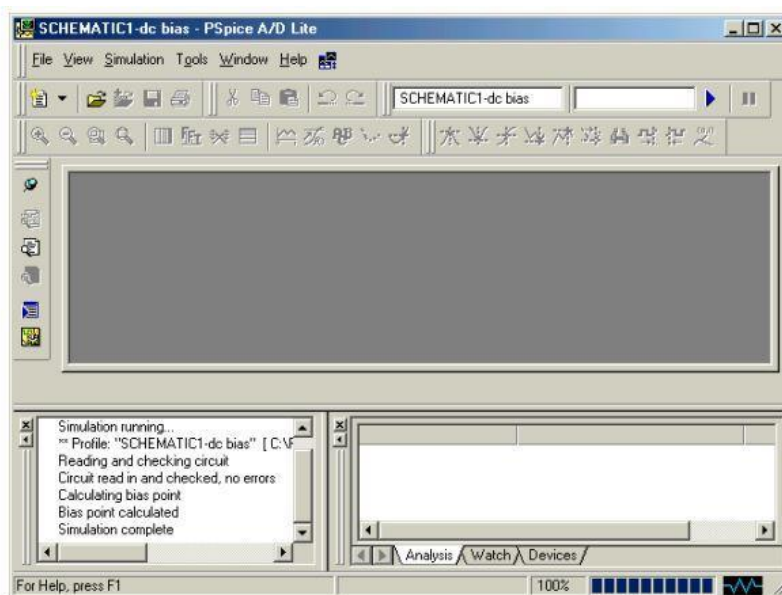 SCHEMATIC1-dc bias - PSpice A/D Lite
File View Simulation Tools Window Help
SCHEMATIC1-dc bias
Simulation running...
** Profile: "SCHEMATIC1-dc bias" [ C:\
Reading and checking circuit
Circuit read in and checked, no errors
Calculating bias point
Bias point calculated
Simulation complete
Analysis Watch Devices
For Help, press F1
100%